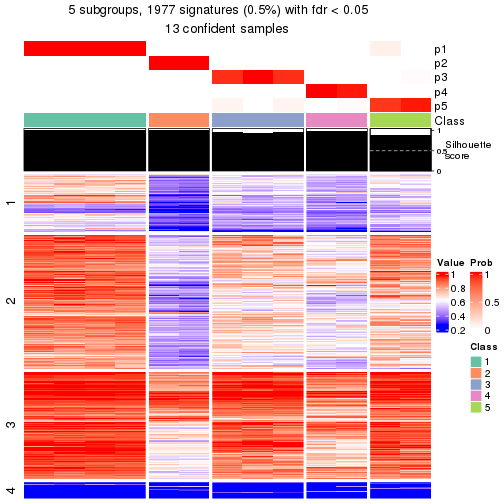 5 subgroups, 1977 signatures (0.5%) with fdr < 0.05
13 confident samples
p1
p2
p3
p4
p5
Class
1
0.5
0
Silhouette
score
1
2
3
4
Value
1
0.8
0.6
0.4
0.2
Prob
1
0.5
0
Class
1
2
3
4
5